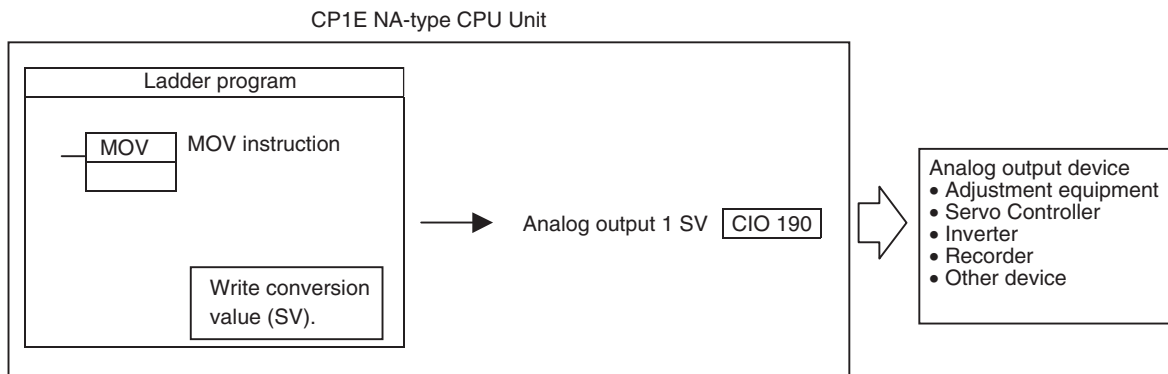 CP1E NA-type CPU Unit
Ladder program
MOV
MOV instruction
Write conversion
value (SV).
Analog output 1 SV
CIO 190
Analog output device
• Adjustment equipment
• Servo Controller
• Inverter
• Recorder
• Other device